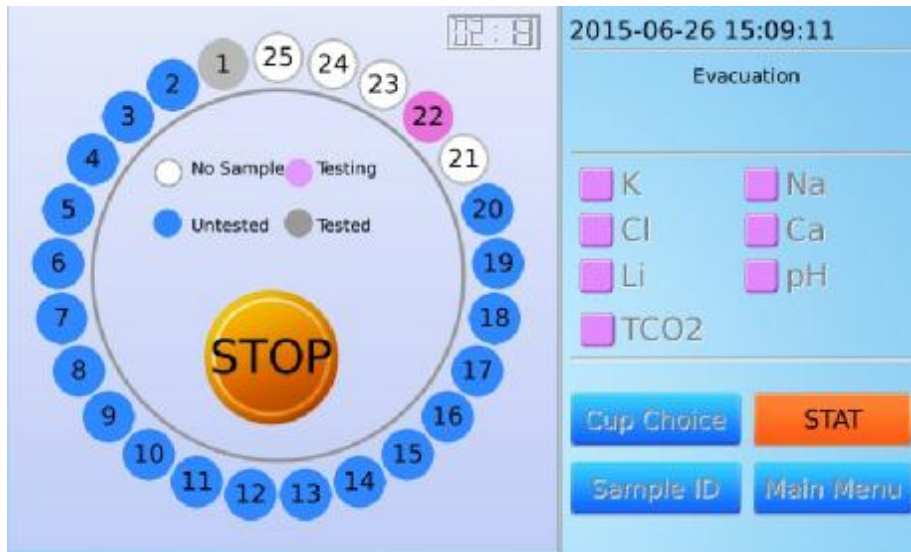 02:13
2015-06-26 15:09:11
Evacuation
1
25
24
23
22
21
20
19
18
17
16
15
14
13
12
11
10
9
8
7
6
5
4
3
2
No Sample
Testing
Untested
Tested
STOP
K
Na
Cl
Ca
Li
pH
TCO2
Cup Choice
STAT
Sample ID
Main Menu